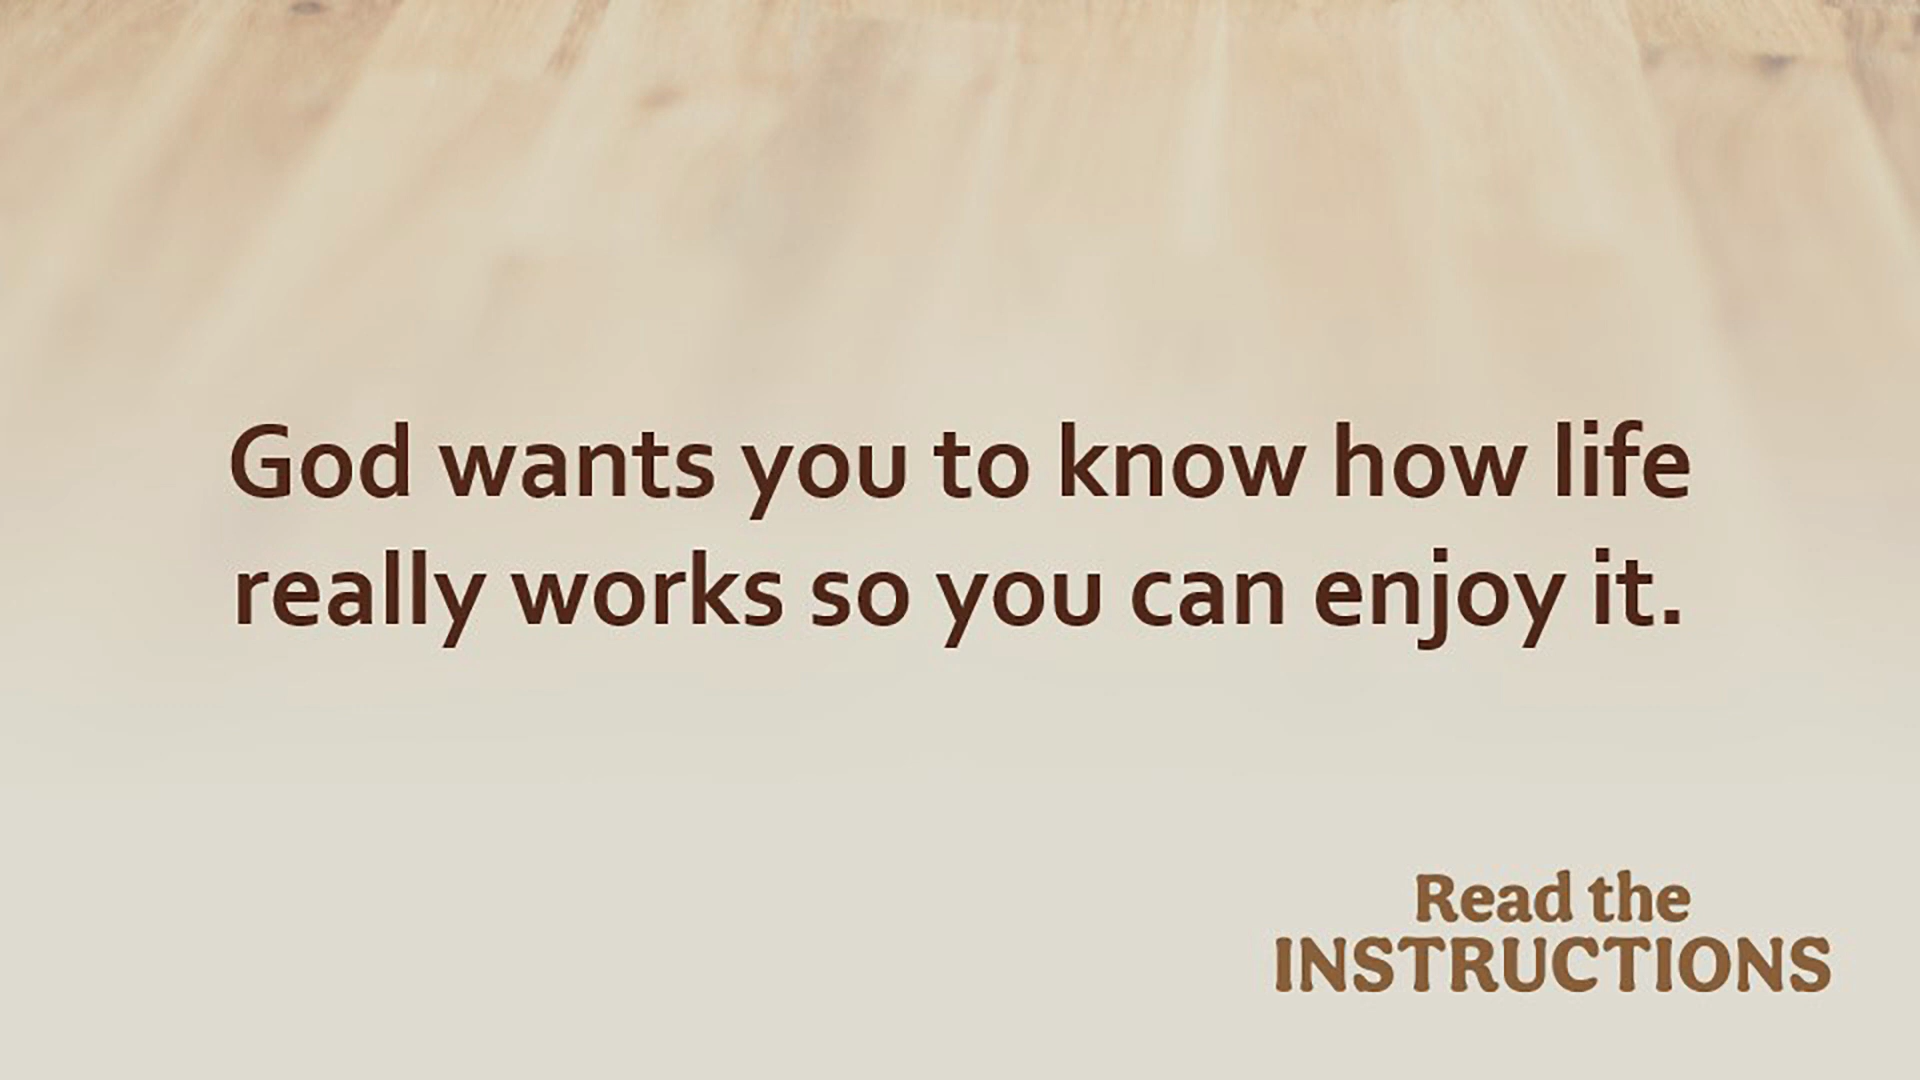 God wants you to know how life
really works so you can enjoy it.
Read the
INSTRUCTIONS